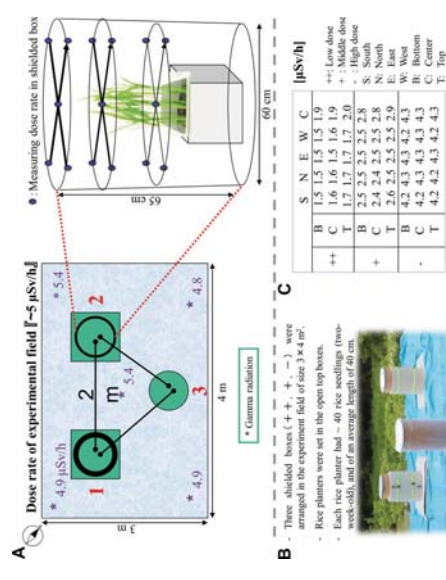 A
Dose rate of experimental field『~5 μSv/h』
* 4.9 μSv/h
* 5.4
1
2
2
m
* 5.4
3
* 4.9
* 4.8
3 m
4 m
* Gamma radiation
: Measuring dose rate in shielded box
65 cm
60 cm
B
- Three shielded boxes (++, +, −) were
arranged in the experiment field of size 3 × 4 m².
- Rice planters were set in the open top boxes.
- Each rice planter had ~ 40 rice seedlings (two-
week-old), and of an average length of 40 cm.
C
[μSv/h]
S N E W C
++ B 1.5 1.5 1.5 1.5 1.9
C 1.6 1.6 1.5 1.6 1.9
T 1.7 1.7 1.7 1.7 2.0
+ B 2.5 2.5 2.5 2.5 2.8
C 2.4 2.4 2.5 2.5 2.8
T 2.6 2.5 2.5 2.5 2.9
- B 4.2 4.3 4.3 4.2 4.3
C 4.2 4.3 4.3 4.3 4.3
T 4.2 4.2 4.3 4.2 4.3
++: Low dose
+ : Middle dose
- : High dose
S: South
N: North
E: East
W: West
B: Bottom
C: Center
T: Top